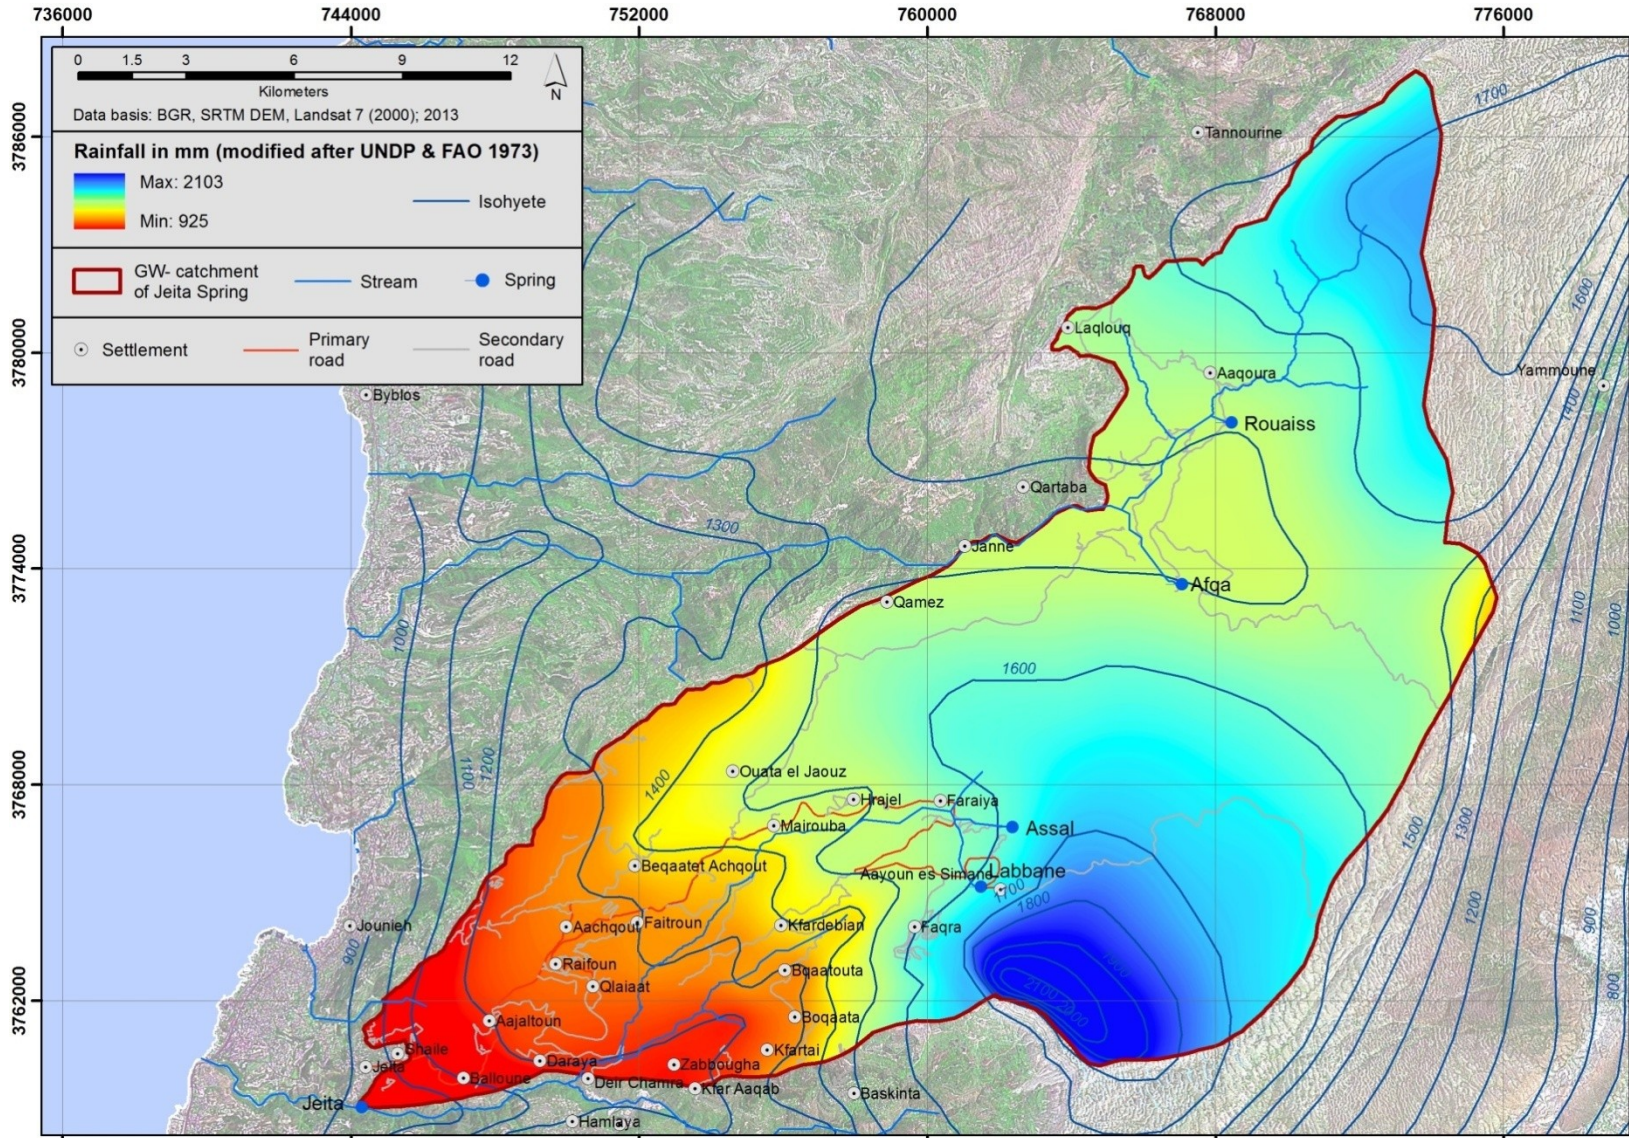 736000 744000 752000 760000 768000 776000
0 1.5 3 6 9 12
Kilometers
N
Data basis: BGR, SRTM DEM, Landsat 7 (2000); 2013
Rainfall in mm (modified after UNDP & FAO 1973)
Max: 2103
Min: 925
Isohyete
GW- catchment
of Jeita Spring
Stream
Spring
Settlement
Primary
road
Secondary
road
3786000
3780000
3774000
3768000
3762000
1700
Tannourine
1600
Laqlouq
Yammoune
Aaqoura
Byblos
1400
Rouaiss
Qartaba
1300
Janne
Afqa
Qamez
1100
1000
1000
1600
1100
1200
1400
Ouata el Jaouz
Hrajel
Faraiya
Mairouba
Assal
1500
1300
Beqaatet Achqout
Aayoun es Simane
Labbane
1700
1800
1200
900
Jounieh
Aachqout
Faitroun
Kfardebian
Faqra
900
Raifoun
Bqaatouta
1900
Qlaiaat
2100
2000
800
Aajaltoun
Boqaata
Shaile
Kfartai
Jeita
Daraya
Zabbougha
Balloune
Deir Chamra
Kfar Aaqab
Baskinta
Jeita
Hamlaya